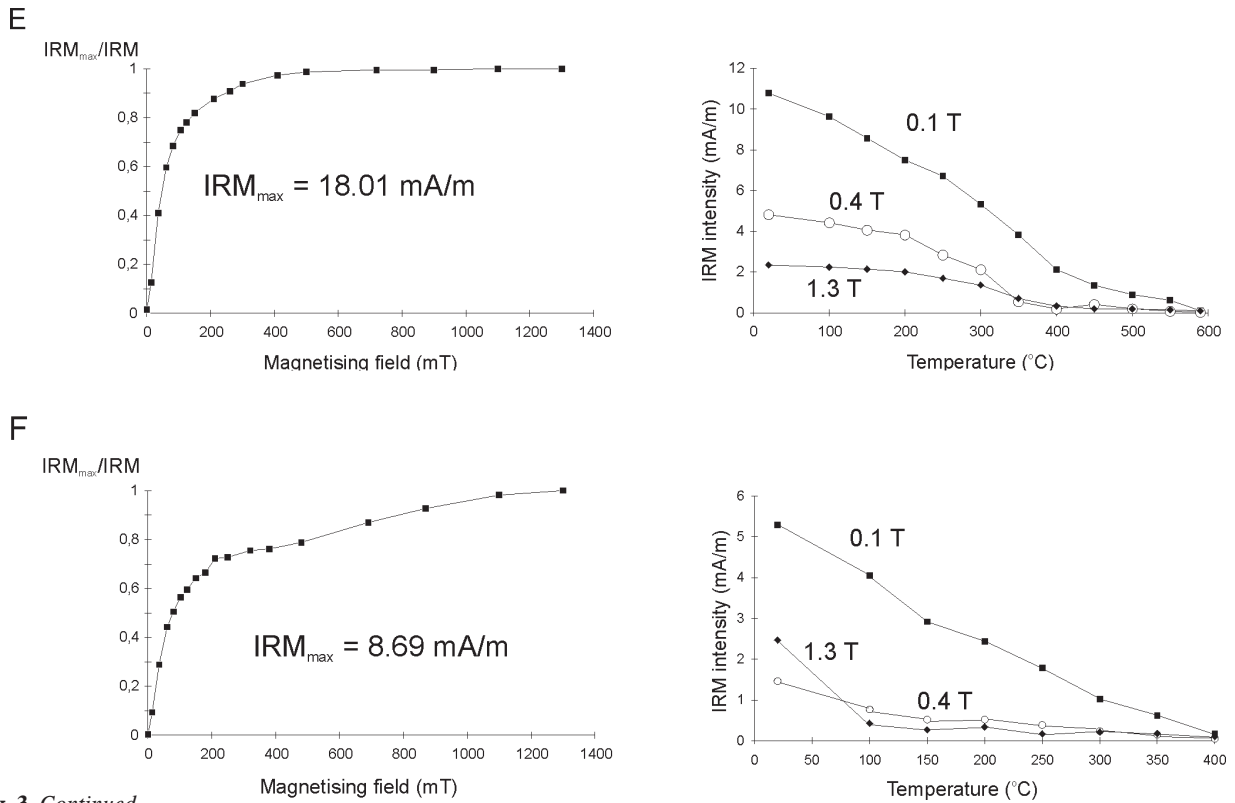 E
IRMmax/IRM
1
0,8
0,6
0,4
0,2
0
0 200 400 600 800 1000 1200 1400
Magnetising field (mT)
IRMmax = 18.01 mA/m
IRM intensity (mA/m)
12
10
8
6
4
2
0
0 100 200 300 400 500 600
Temperature (°C)
0.1 T
0.4 T
1.3 T
F
IRMmax/IRM
1
0,8
0,6
0,4
0,2
0
0 200 400 600 800 1000 1200 1400
Magnetising field (mT)
IRMmax = 8.69 mA/m
IRM intensity (mA/m)
6
5
4
3
2
1
0
0 50 100 150 200 250 300 350 400
Temperature (°C)
0.1 T
1.3 T
0.4 T
3 Continued